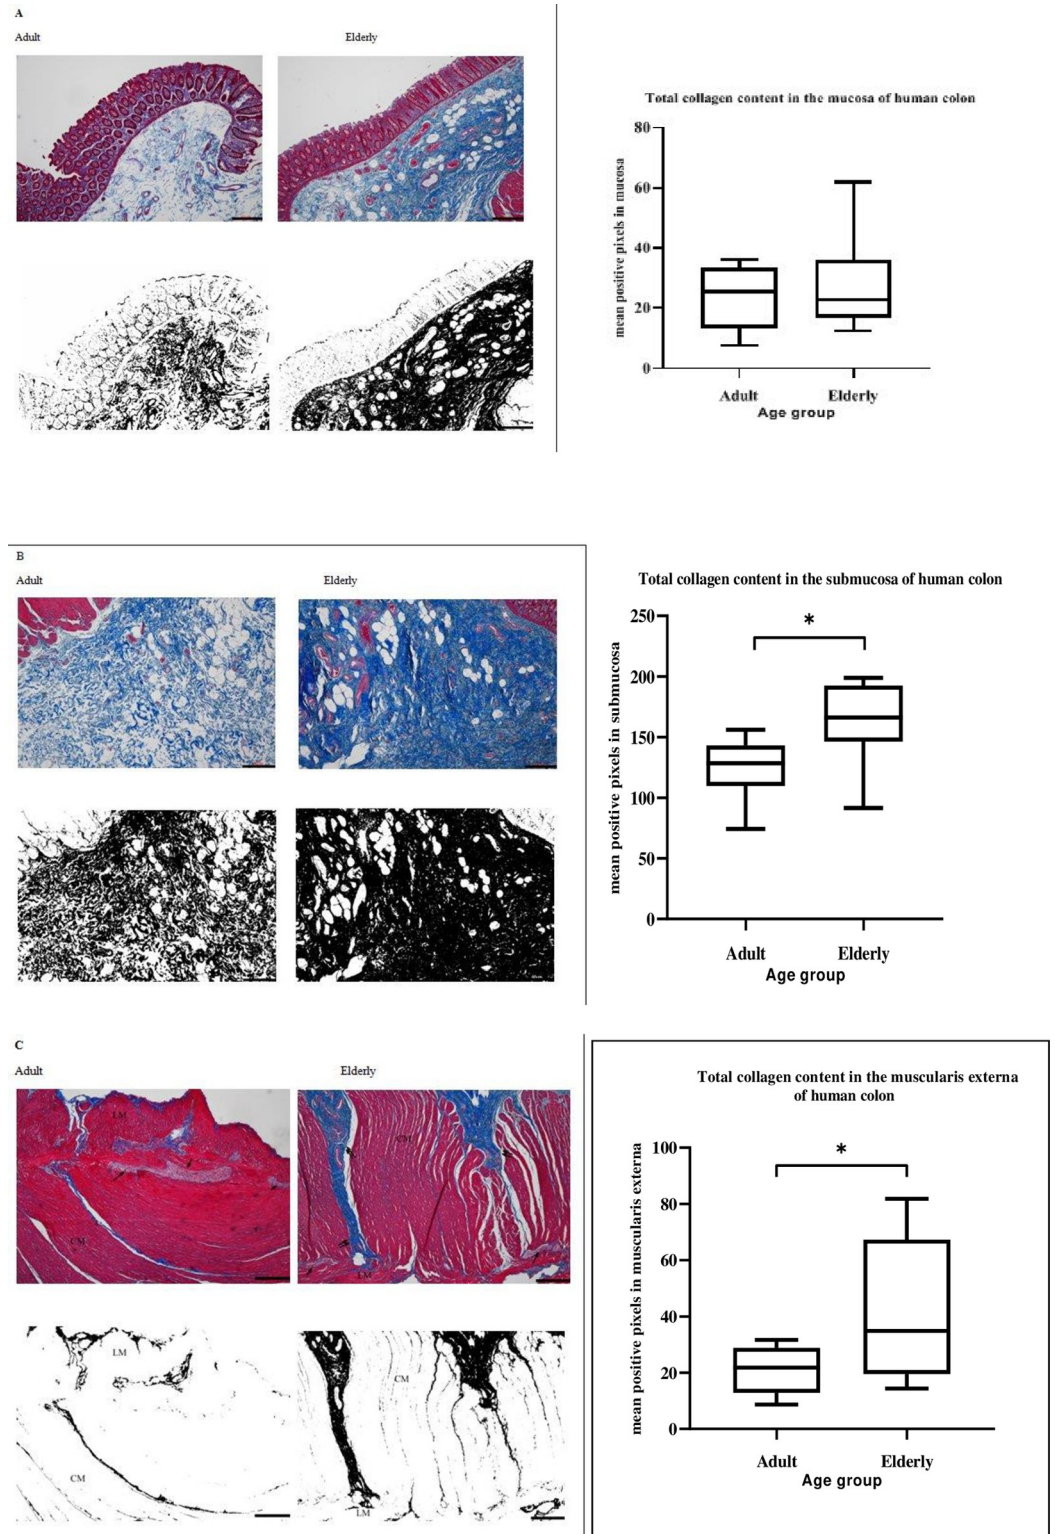 A
Adult
Elderly
Total collagen content in the mucosa of human colon
mean positive pixels in mucosa
80
60
40
20
0
Adult
Elderly
Age group
B
Adult
Elderly
Total collagen content in the submucosa of human colon
mean positive pixels in submucosa
250
200
150
100
50
0
*
Adult
Elderly
Age group
C
Adult
Elderly
LM
CM
CM
LM
LM
CM
CM
LM
Total collagen content in the muscularis externa
of human colon
mean positive pixels in muscularis externa
100
80
60
40
20
0
*
Adult
Elderly
Age group